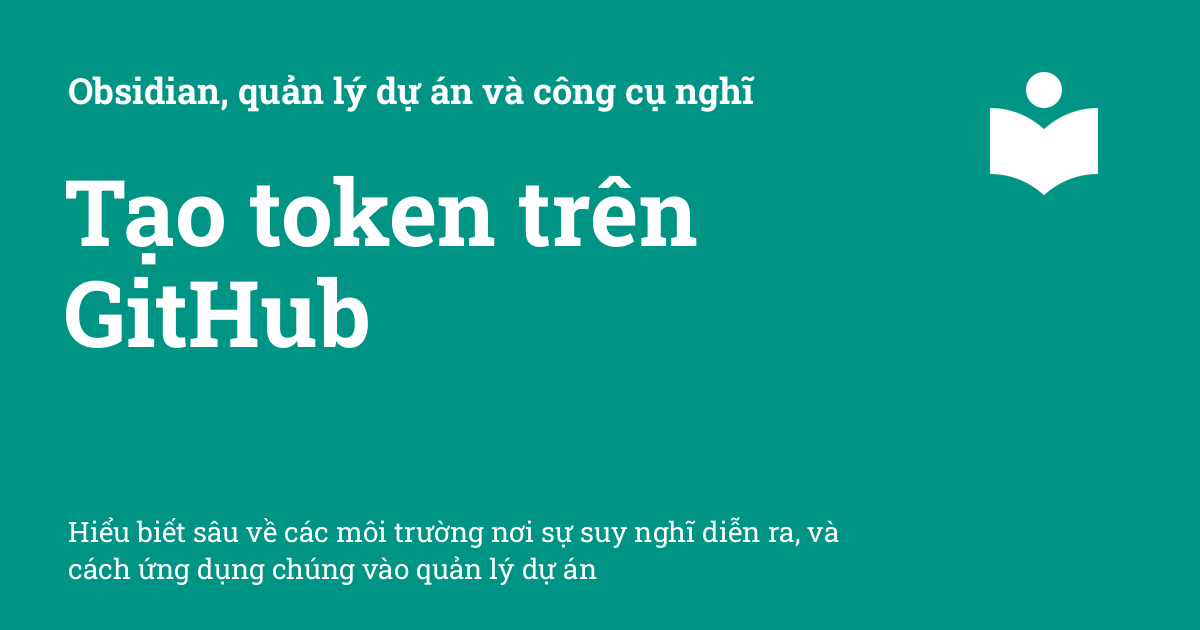 Obsidian, quản lý dự án và công cụ nghĩ
Tạo token trên
GitHub
Hiểu biết sâu về các môi trường nơi sự suy nghĩ diễn ra, và
cách ứng dụng chúng vào quản lý dự án